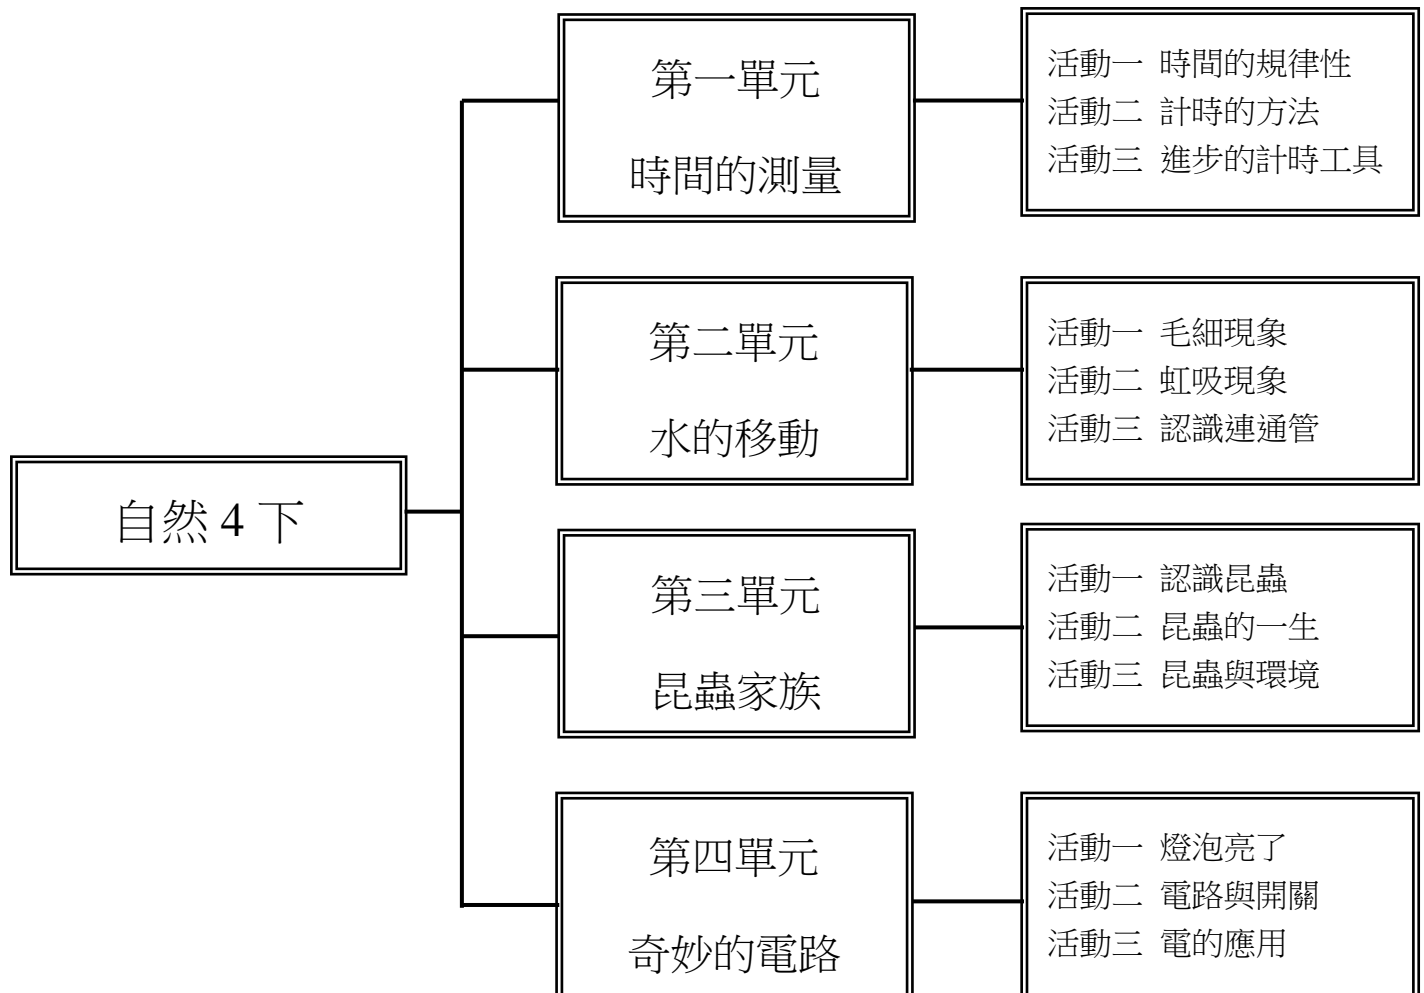 自然 4 下
第一單元
時間的測量
活動一 時間的規律性
活動二 計時的方法
活動三 進步的計時工具
第二單元
水的移動
活動一 毛細現象
活動二 虹吸現象
活動三 認識連通管
第三單元
昆蟲家族
活動一 認識昆蟲
活動二 昆蟲的一生
活動三 昆蟲與環境
第四單元
奇妙的電路
活動一 燈泡亮了
活動二 電路與開關
活動三 電的應用